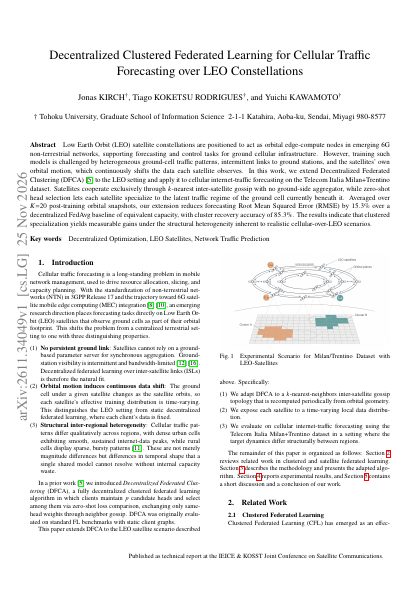 Decentralized Clustered Federated Learning for Cellular Traffic
Forecasting over LEO Constellations
Jonas KIRCH†, Tiago KOKETSU RODRIGUES†, and Yuichi KAWAMOTO†
† Tohoku University, Graduate School of Information Science 2-1-1 Katahira, Aoba-ku, Sendai, Miyagi 980-8577
Abstract Low Earth Orbit (LEO) satellite constellations are positioned to act as orbital edge-compute nodes in emerging 6G
non-terrestrial networks, supporting forecasting and control tasks for ground cellular infrastructure. However, training such
models is challenged by heterogeneous ground-cell traffic patterns, intermittent links to ground stations, and the satellites' own
orbital motion, which continuously shifts the data each satellite observes. In this work, we extend Decentralized Federated
Clustering (DFCA) [5] to the LEO setting and apply it to cellular internet-traffic forecasting on the Telecom Italia Milan+Trentino
dataset. Satellites cooperate exclusively through k-nearest inter-satellite gossip with no ground-side aggregator, while zero-shot
head selection lets each satellite specialize to the latent traffic regime of the ground cell currently beneath it. Averaged over
K=20 post-training orbital snapshots, our extension reduces forecasting Root Mean Squared Error (RMSE) by 15.3% over a
decentralized FedAvg baseline of equivalent capacity, with cluster recovery accuracy of 85.3%. The results indicate that clustered
specialization yields measurable gains under the structural heterogeneity inherent to realistic cellular-over-LEO scenarios.
Key words Decentralized Optimization, LEO Satellites, Network Traffic Prediction
arXiv:2611.34049v1 [cs.LG] 25 Nov 2026
1. Introduction
Cellular traffic forecasting is a long-standing problem in mobile
network management, used to drive resource allocation, slicing, and
capacity planning. With the standardization of non-terrestrial
networks (NTN) in 3GPP Release 17 and the trajectory toward 6G satel-
lite mobile edge computing (MEC) integration [8] [10], an emerging
research direction places forecasting tasks directly on Low Earth Or-
bit (LEO) satellites that observe ground cells as part of their orbital
footprint. This shifts the problem from a centralized terrestrial set-
ting to one with three distinguishing properties.
(1) No persistent ground link: Satellites cannot rely on a ground-
based parameter server for synchronous aggregation. Ground-
station visibility is intermittent and bandwidth-limited [12] [16].
Decentralized federated learning over inter-satellite links (ISLs)
is therefore the natural fit.
(2) Orbital motion induces continuous data shift: The ground
cell under a given satellite changes as the satellite orbits, so
each satellite's effective training distribution is time-varying.
This distinguishes the LEO setting from static decentralized
federated learning, where each client's data is fixed.
(3) Structural inter-regional heterogeneity: Cellular traffic pat-
terns differ qualitatively across regions, with dense urban cells
exhibiting smooth, sustained internet-data peaks, while rural
cells display sparse, bursty patterns [11]. These are not merely
magnitude differences but differences in temporal shape that a
single shared model cannot resolve without internal capacity
waste.
In a prior work [5] we introduced Decentralized Federated Clus-
tering (DFCA), a fully decentralized clustered federated learning
algorithm in which clients maintain p candidate heads and select
among them via zero-shot loss comparison, exchanging only same-
head weights through neighbor gossip. DFCA was originally evalu-
ated on standard FL benchmarks with static client graphs.
This paper extends DFCA to the LEO satellite scenario described
Fig. 1 Experimental Scenario for Milan/Trentino Dataset with
LEO-Satellites
above. Specifically:
(1) We adapt DFCA to a k-nearest-neighbors inter-satellite gossip
topology that is recomputed periodically from orbital geometry.
(2) We expose each satellite to a time-varying local data distribu-
tion.
(3) We evaluate on cellular internet-traffic forecasting using the
Telecom Italia Milan+Trentino dataset in a setting where the
target dynamics differ structurally between regions.
The remainder of this paper is organized as follows: Section 2
reviews related work in clustered and satellite federated learning.
Section 3 describes the methodology and presents the adapted algo-
rithm. Section 4 reports experimental results, and Section 5 contains
a short discussion and a conclusion of our work.
2. Related Work
2.1 Clustered Federated Learning
Clustered Federated Learning (CFL) has emerged as an effec-
Published as technical report at the IEICE & KOSST Joint Conference on Satellite Communications.